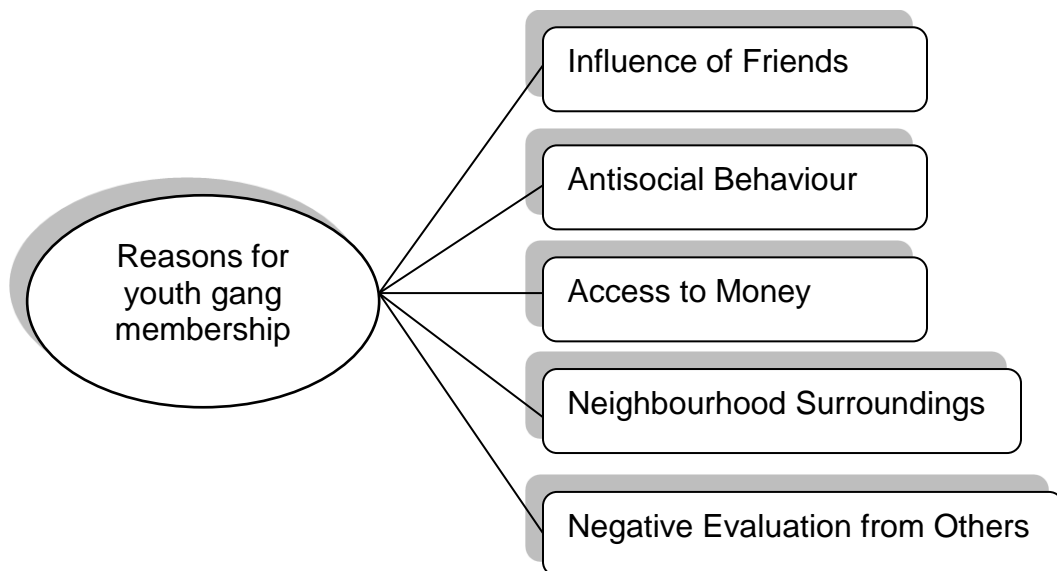 Reasons for
youth gang
membership
Influence of Friends
Antisocial Behaviour
Access to Money
Neighbourhood Surroundings
Negative Evaluation from Others